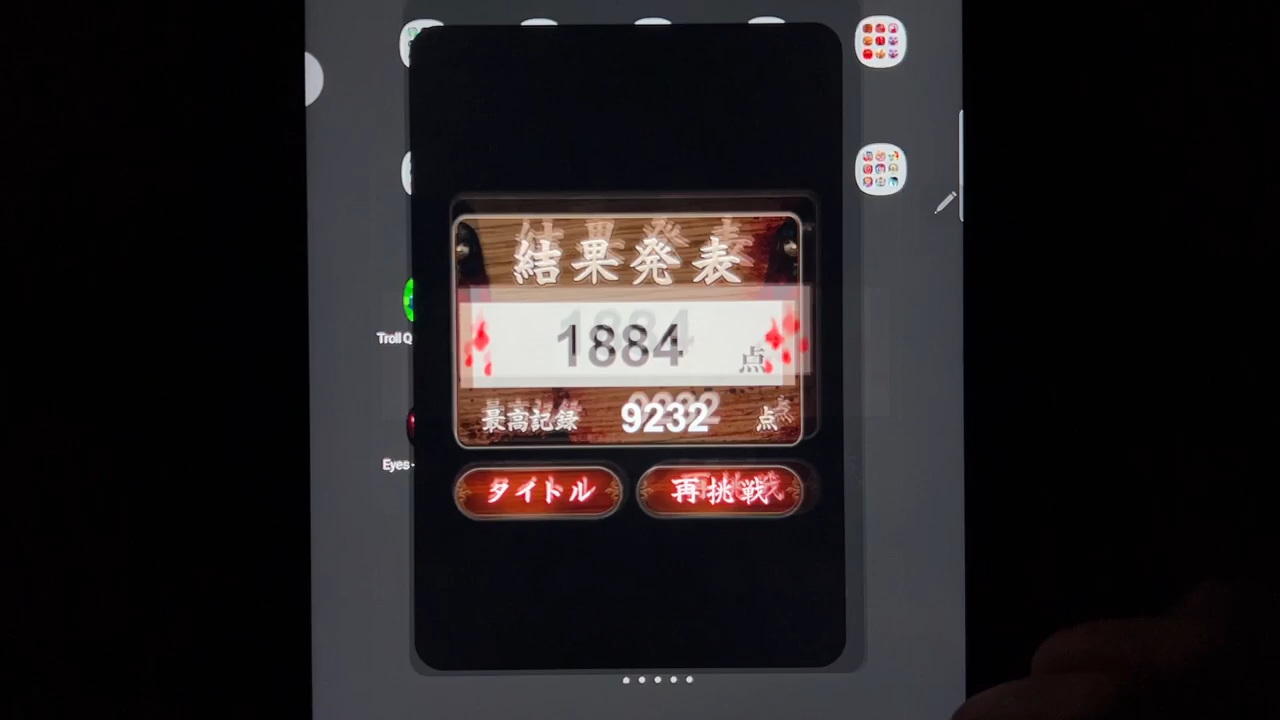 結果発表
1884 点
最高記録 9232 点
タイトル 再挑戦
Troll Q
Eyes -